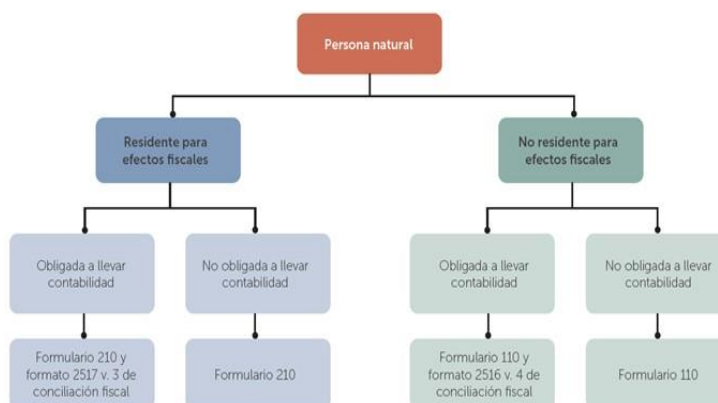 Persona natural
Residente para
efectos fiscales
No residente para
efectos fiscales
Obligada a llevar
contabilidad
No obligada a llevar
contabilidad
Obligada a llevar
contabilidad
No obligada a llevar
contabilidad
Formulario 210 y
formato 2517 v. 3 de
conciliación fiscal
Formulario 210
Formulario 110 y
formato 2516 v. 4 de
conciliación fiscal
Formulario 110